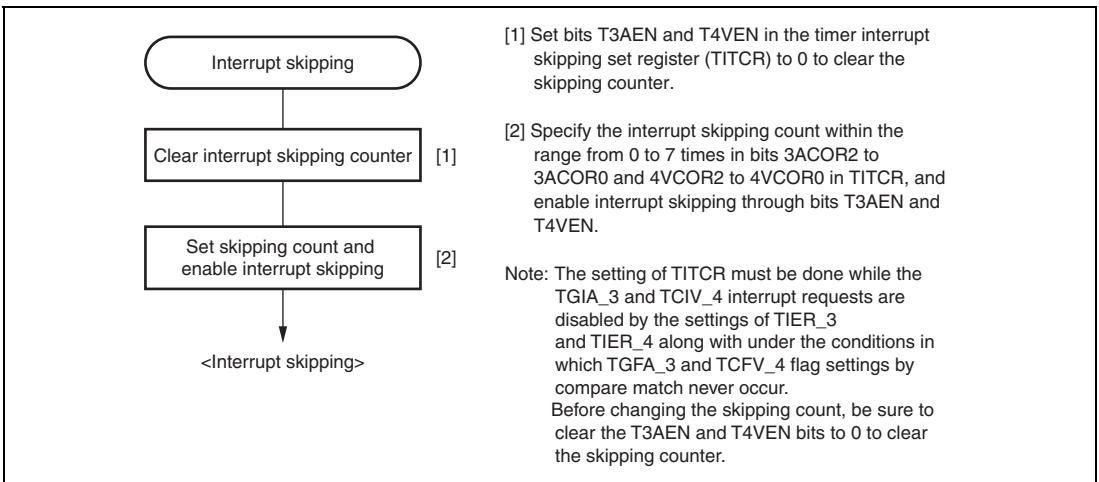 Interrupt skipping
Clear interrupt skipping counter
[1]
Set skipping count and
enable interrupt skipping
[2]
<Interrupt skipping>
[1] Set bits T3AEN and T4VEN in the timer interrupt
skipping set register (TITCR) to 0 to clear the
skipping counter.
[2] Specify the interrupt skipping count within the
range from 0 to 7 times in bits 3ACOR2 to
3ACOR0 and 4VCOR2 to 4VCOR0 in TITCR, and
enable interrupt skipping through bits T3AEN and
T4VEN.
Note: The setting of TITCR must be done while the
TGIA_3 and TCIV_4 interrupt requests are
disabled by the settings of TIER_3
and TIER_4 along with under the conditions in
which TGFA_3 and TCFV_4 flag settings by
compare match never occur.
Before changing the skipping count, be sure to
clear the T3AEN and T4VEN bits to 0 to clear
the skipping counter.